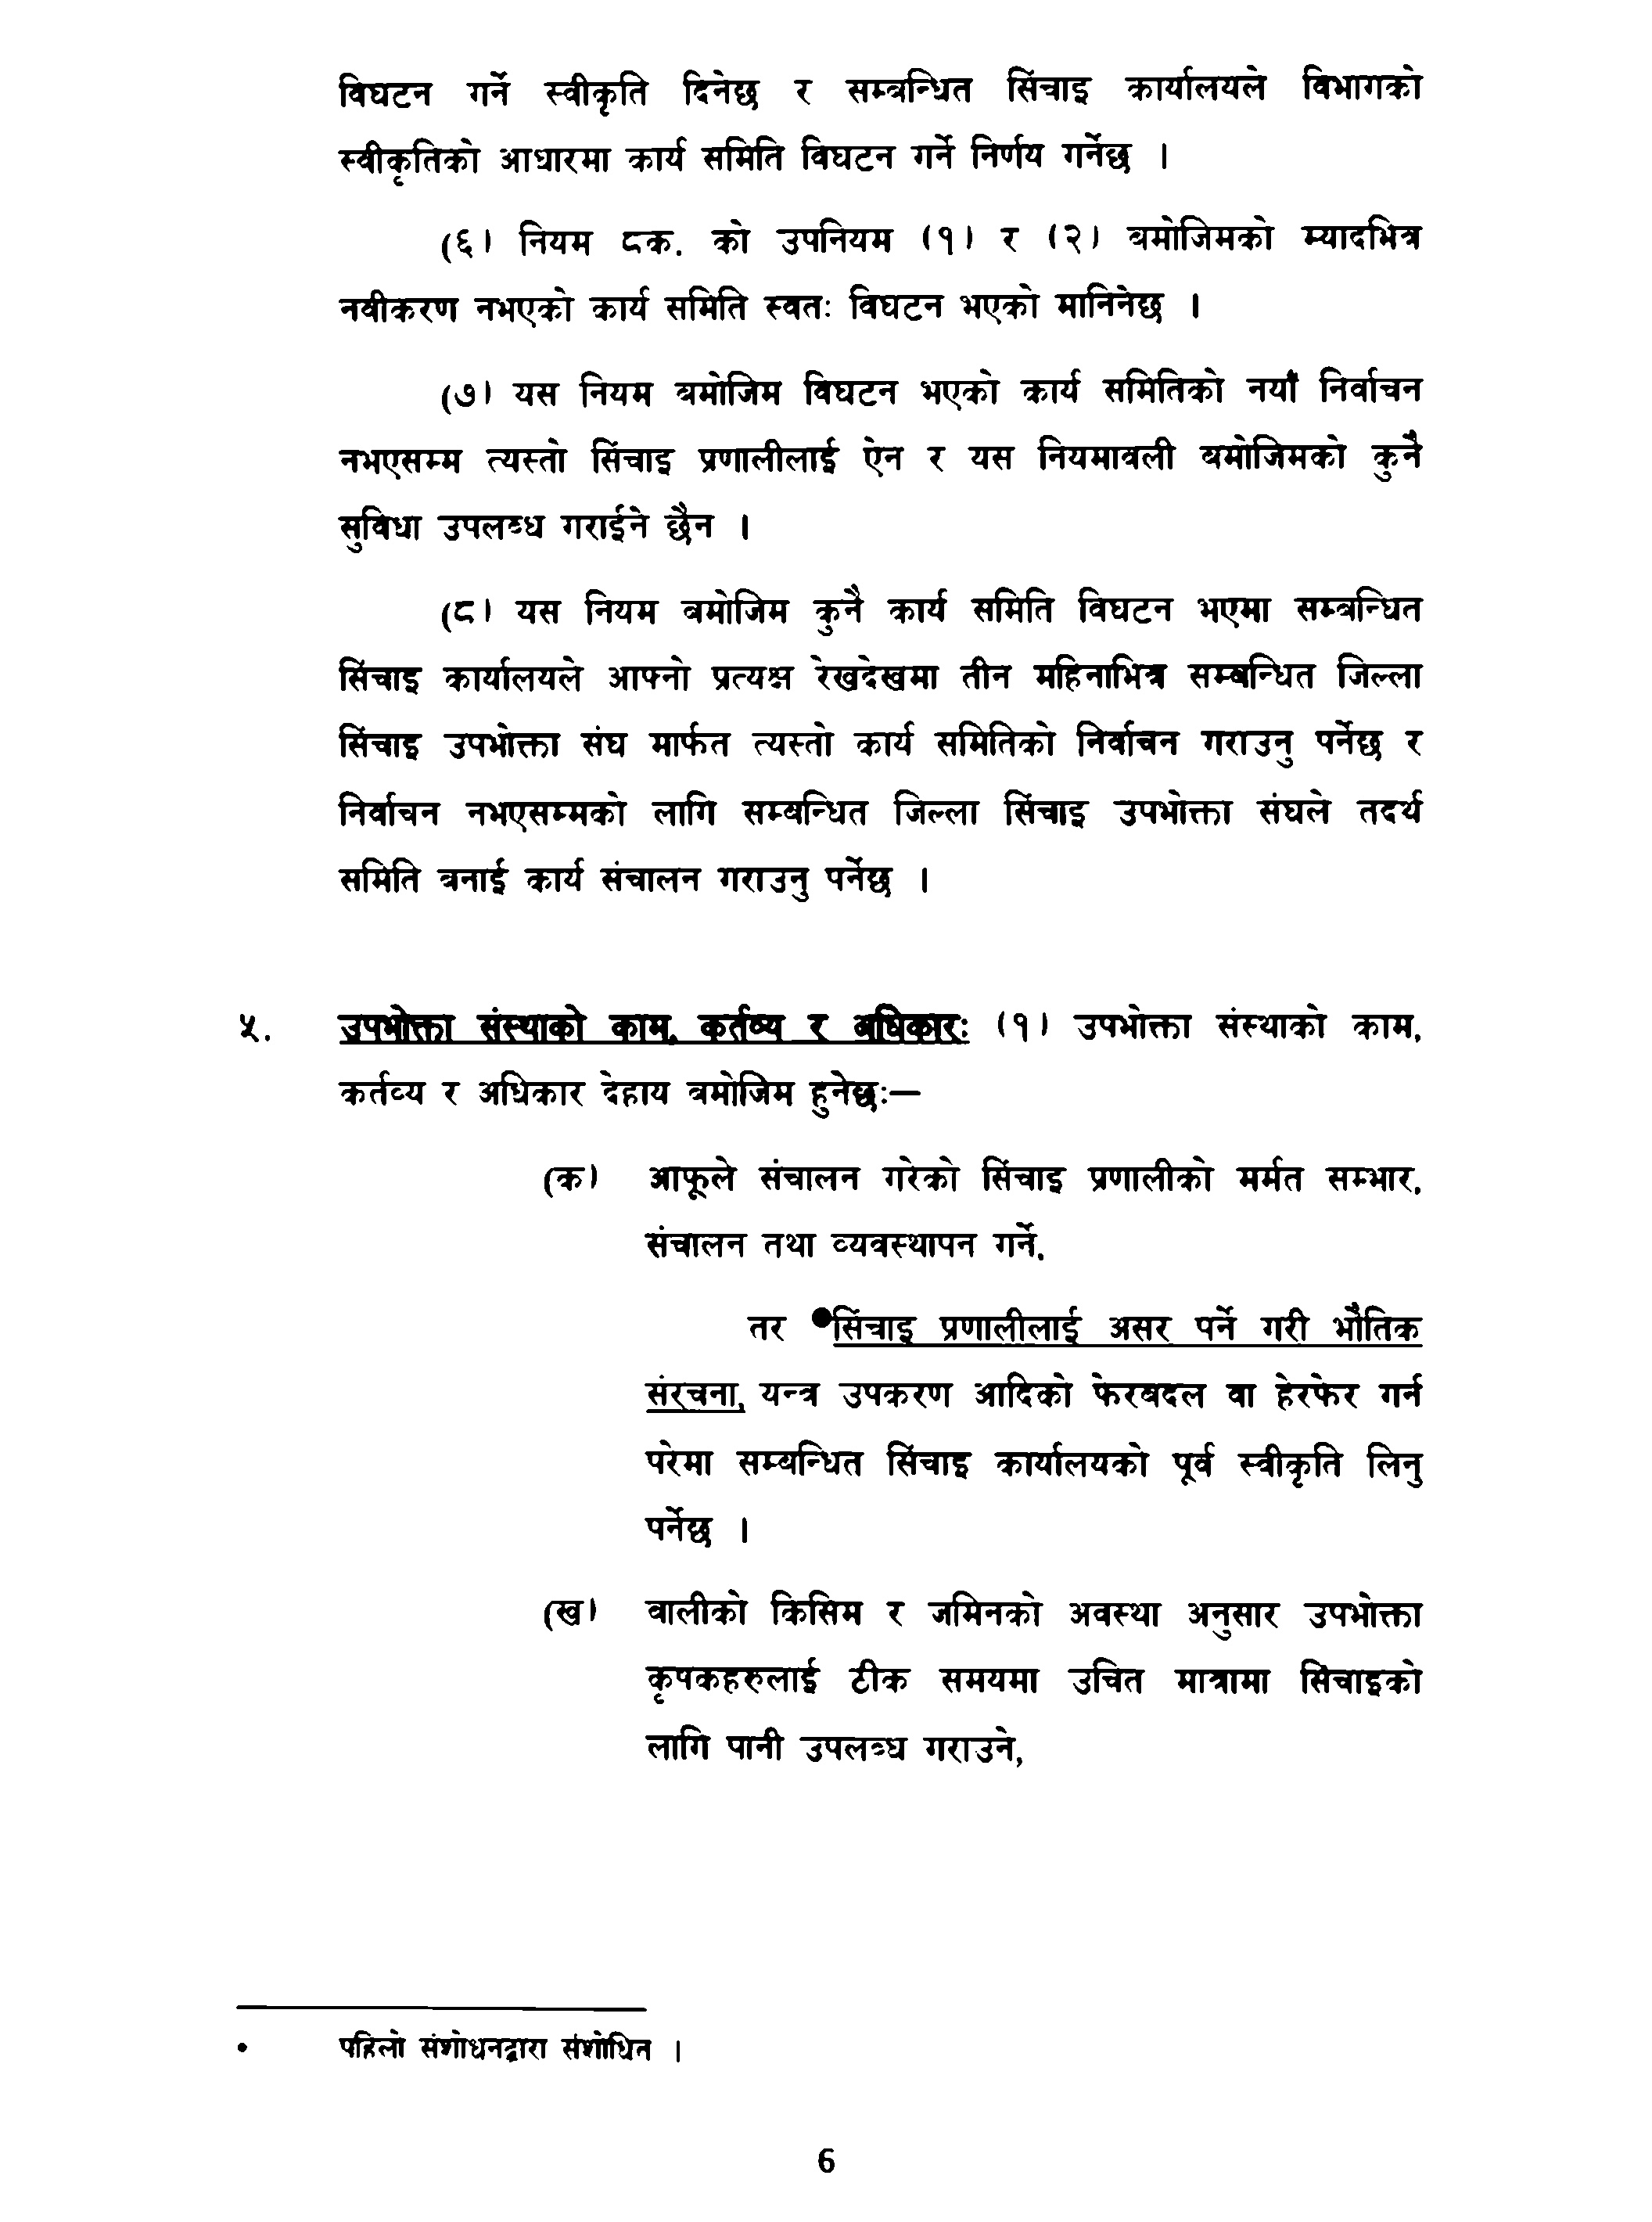 विघटन गर्ने स्वीकृति दिनेछ र सम्बन्धित सिंचाइ कार्यालयले विभागको
स्वीकृतिको आधारमा कार्य समिति विघटन गर्ने निर्णय गर्नेछ ।
(६) नियम ८क. को उपनियम (१) र (२) बमोजिमको म्यादभित्र
नवीकरण नभएको कार्य समिति स्वतः विघटन भएको मानिनेछ ।
(७) यस नियम बमोजिम विघटन भएको कार्य समितिको नयाँ निर्वाचन
नभएसम्म त्यस्तो सिंचाइ प्रणालीलाई ऐन र यस नियमावली बमोजिमको कुनै
सुविधा उपलब्ध गराईने छैन ।
(८) यस नियम बमोजिम कुनै कार्य समिति विघटन भएमा सम्बन्धित
सिंचाइ कार्यालयले आफ्नो प्रत्यक्ष रेखदेखमा तीन महिनाभित्र सम्बन्धित जिल्ला
सिंचाइ उपभोक्ता संघ मार्फत त्यस्तो कार्य समितिको निर्वाचन गराउनु पर्नेछ र
निर्वाचन नभएसम्मको लागि सम्बन्धित जिल्ला सिंचाइ उपभोक्ता संघले तदर्थ
समिति बनाई कार्य संचालन गराउनु पर्नेछ ।
५. उपभोक्ता संस्थाको काम, कर्तव्य र अधिकारः (१) उपभोक्ता संस्थाको काम,
कर्तव्य र अधिकार देहाय बमोजिम हुनेछः—
(क) आफूले संचालन गरेको सिंचाइ प्रणालीको मर्मत सम्भार,
संचालन तथा व्यवस्थापन गर्ने,
तर ●सिंचाइ प्रणालीलाई असर पर्ने गरी भौतिक
संरचना, यन्त्र उपकरण आदिको फेरबदल वा हेरफेर गर्न
परेमा सम्बन्धित सिंचाइ कार्यालयको पूर्व स्वीकृति लिनु
पर्नेछ ।
(ख) बालीको किसिम र जमिनको अवस्था अनुसार उपभोक्ता
कृषकहरुलाई ठीक समयमा उचित मात्रामा सिंचाइको
लागि पानी उपलब्ध गराउने,
• पहिलो संशोधनद्वारा संशोधित ।
6